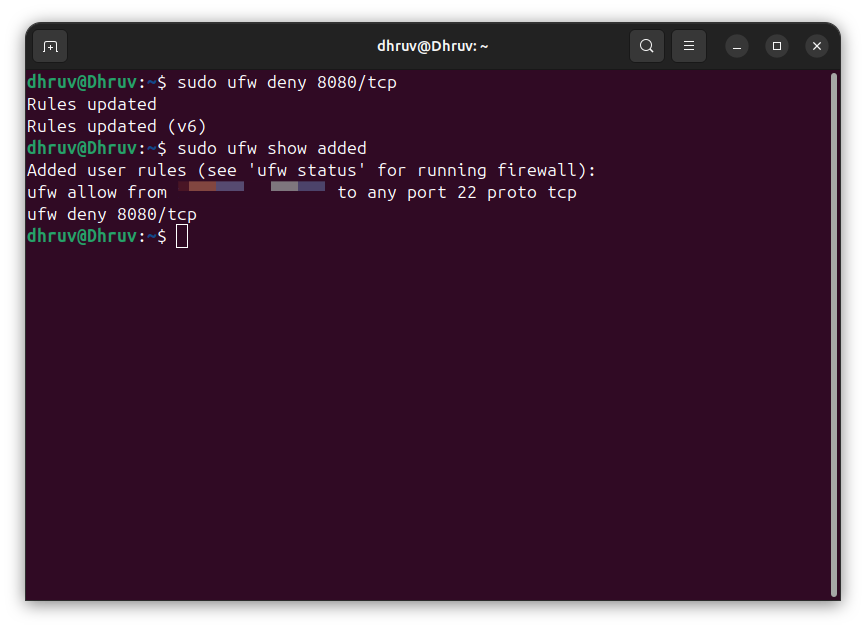 dhruv@Dhruv: ~
dhruv@Dhruv:~$ sudo ufw deny 8080/tcp
Rules updated
Rules updated (v6)
dhruv@Dhruv:~$ sudo ufw show added
Added user rules (see 'ufw status' for running firewall):
ufw allow from to any port 22 proto tcp
ufw deny 8080/tcp
dhruv@Dhruv:~$